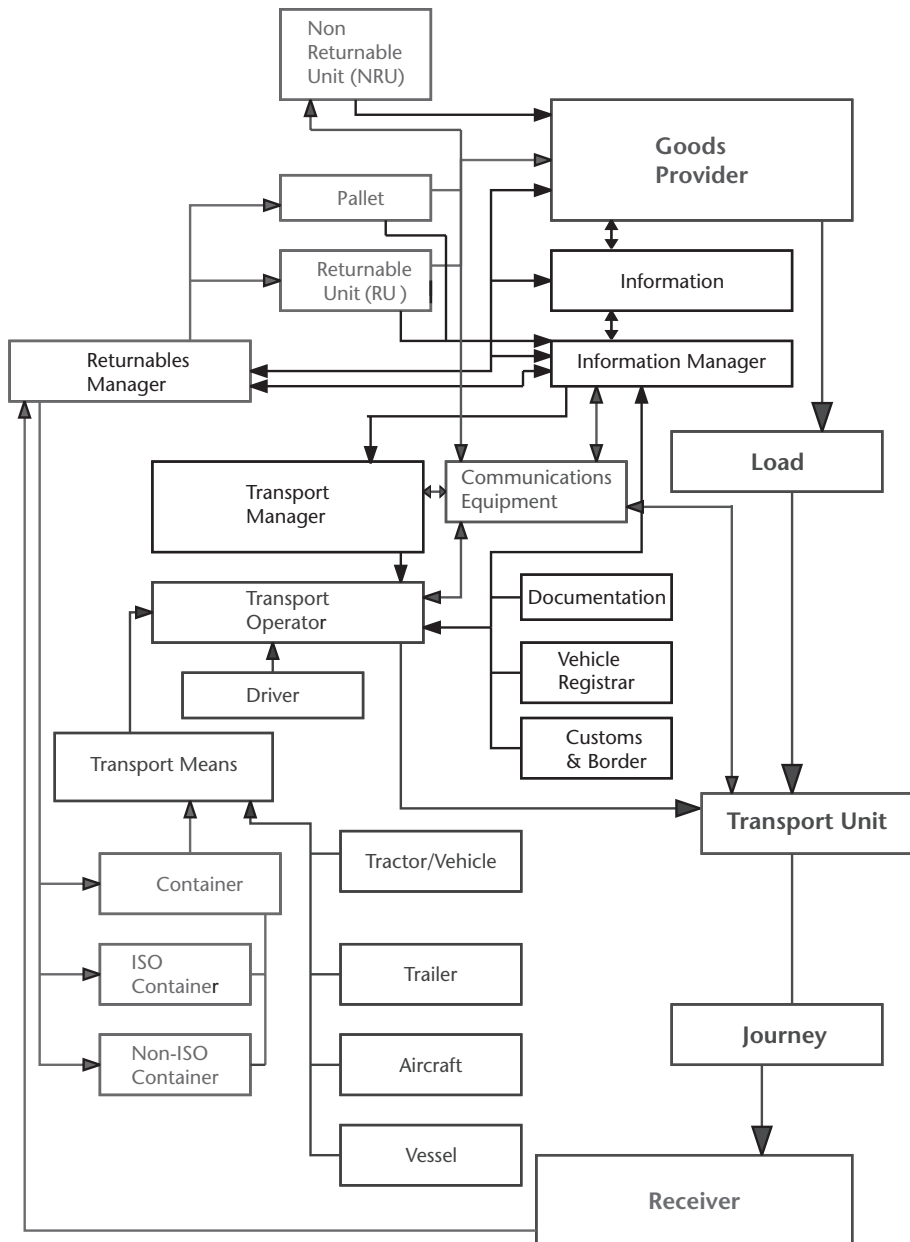 Non
Returnable
Unit (NRU)
Goods
Provider
Pallet
Returnable
Unit (RU )
Information
Returnables
Manager
Information Manager
Load
Transport
Manager
Communications
Equipment
Transport
Operator
Documentation
Driver
Vehicle
Registrar
Transport Means
Customs
& Border
Transport Unit
Tractor/Vehicle
Container
ISO
Container
Trailer
Journey
Non-ISO
Container
Aircraft
Vessel
Receiver